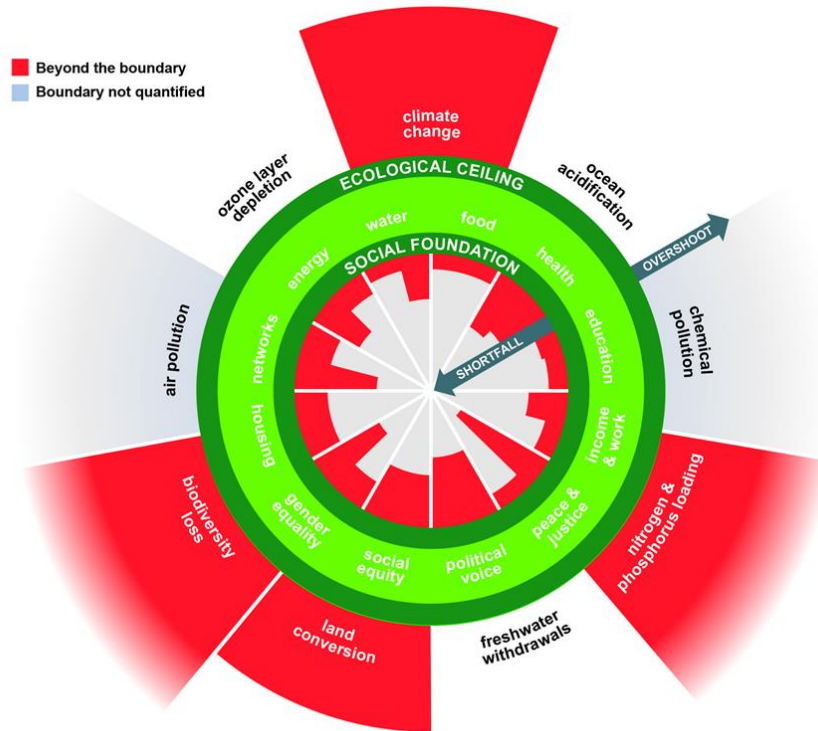 Beyond the boundary
Boundary not quantified
climate
change
ozone layer
depletion
ocean
acidification
ECOLOGICAL CEILING
OVERSHOOT
water
food
energy
health
SOCIAL FOUNDATION
SHORTFALL
networks
education
air pollution
chemical
pollution
housing
income
& work
biodiversity
loss
gender
equality
peace &
justice
nitrogen &
phosphorus loading
social
equity
political
voice
land
conversion
freshwater
withdrawals